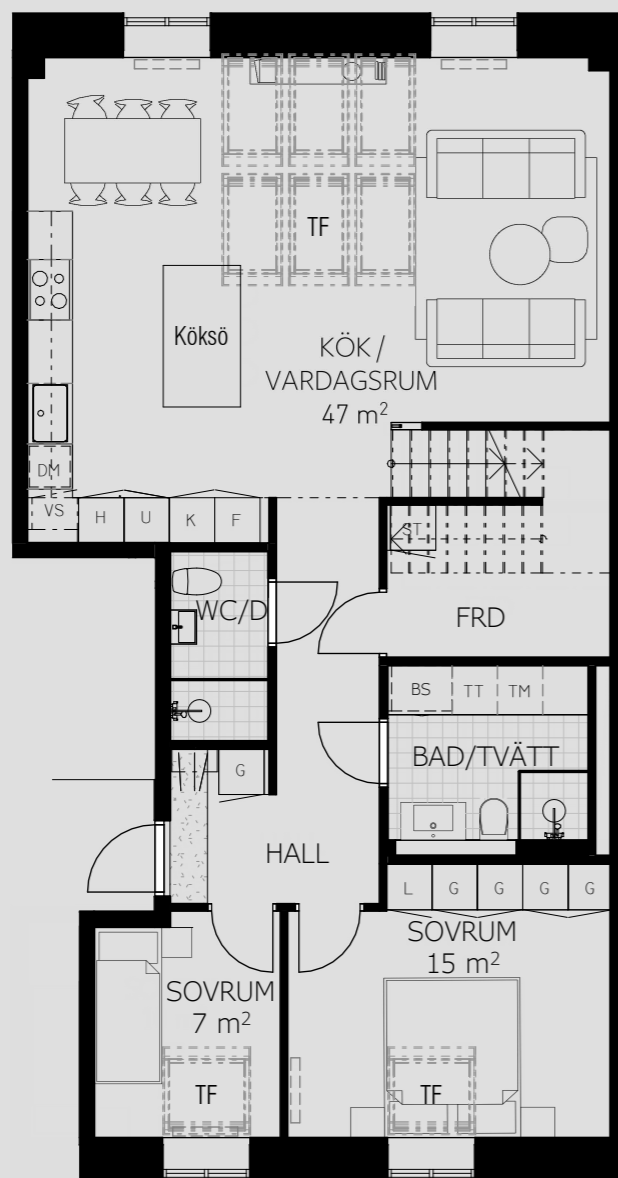 TF
Köksö
KÖK /
VARDAGSRUM
47 m²
DM
VS
H U K F
ST
WC/D
FRD
BS TT TM
BAD/TVÄTT
G
HALL
L G G G G
SOVRUM
15 m²
SOVRUM
7 m²
TF
TF